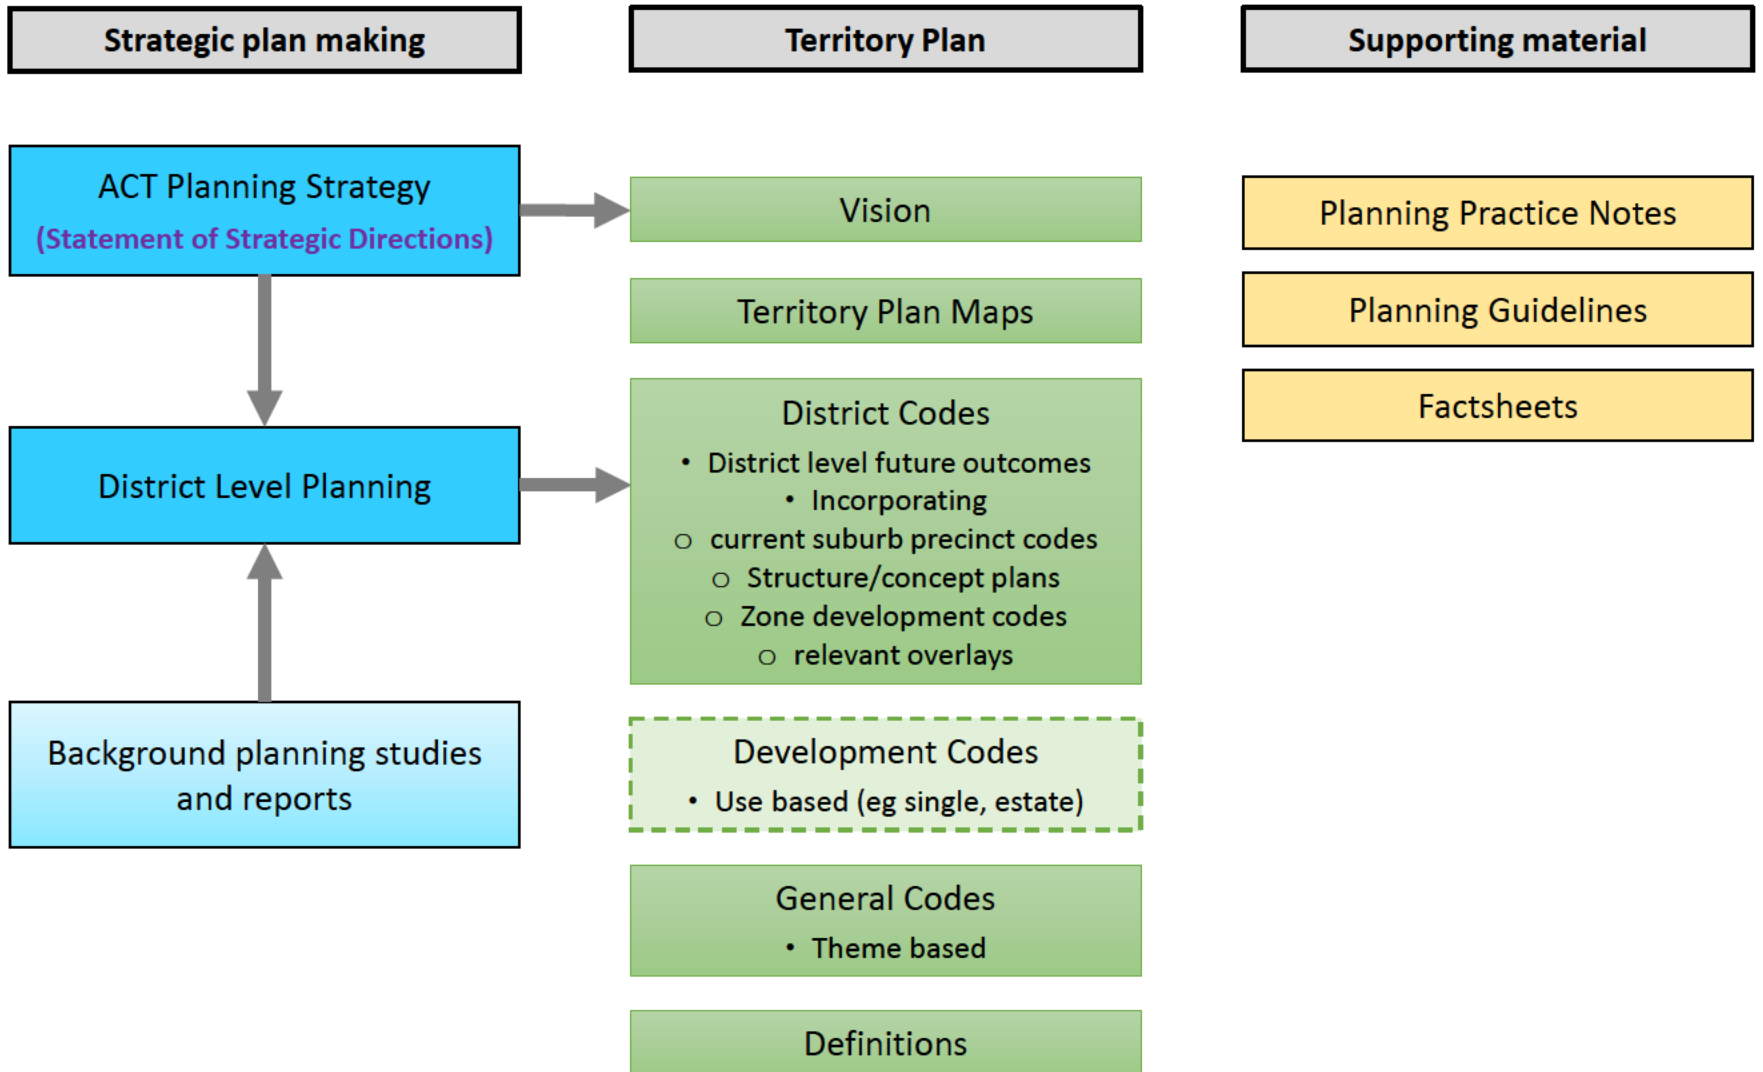 Strategic plan making
Territory Plan
Supporting material
ACT Planning Strategy
(Statement of Strategic Directions)
District Level Planning
Background planning studies
and reports
Vision
Territory Plan Maps
District Codes
• District level future outcomes
• Incorporating
o current suburb precinct codes
o Structure/concept plans
o Zone development codes
o relevant overlays
Development Codes
• Use based (eg single, estate)
General Codes
• Theme based
Definitions
Planning Practice Notes
Planning Guidelines
Factsheets